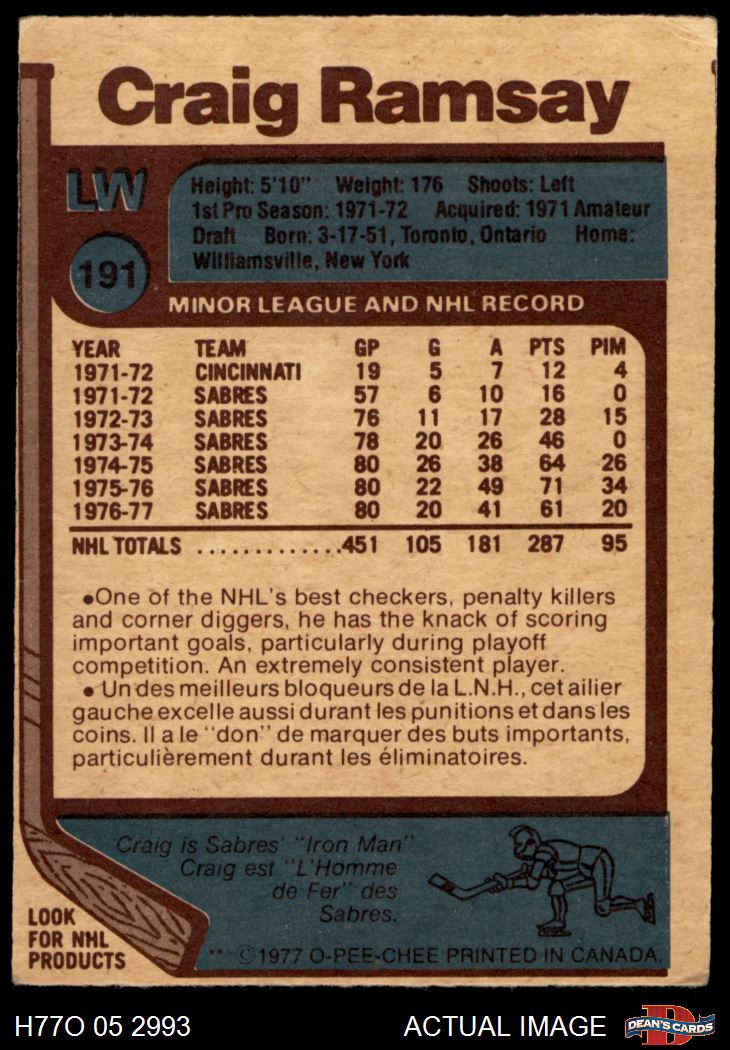 Craig Ramsay
LW
Height: 5'10" Weight: 176 Shoots: Left
1st Pro Season: 1971-72 Acquired: 1971 Amateur
Draft Born: 3-17-51, Toronto, Ontario Home:
Williamsville, New York
191
MINOR LEAGUE AND NHL RECORD
YEAR TEAM GP G A PTS PIM
1971-72 CINCINNATI 19 5 7 12 4
1971-72 SABRES 57 6 10 16 0
1972-73 SABRES 76 11 17 28 15
1973-74 SABRES 78 20 26 46 0
1974-75 SABRES 80 26 38 64 26
1975-76 SABRES 80 22 49 71 34
1976-77 SABRES 80 20 41 61 20
NHL TOTALS .............451 105 181 287 95
•One of the NHL's best checkers, penalty killers
and corner diggers, he has the knack of scoring
important goals, particularly during playoff
competition. An extremely consistent player.
• Un des meilleurs bloqueurs de la L.N.H., cet ailier
gauche excelle aussi durant les punitions et dans les
coins. Il a le "don" de marquer des buts importants,
particulièrement durant les éliminatoires.
Craig is Sabres' "Iron Man"
Craig est "L'Homme
de Fer" des
Sabres.
LOOK
FOR NHL
PRODUCTS
** ©1977 O-PEE-CHEE PRINTED IN CANADA.
H77O 05 2993 ACTUAL IMAGE D DEAN'S CARDS